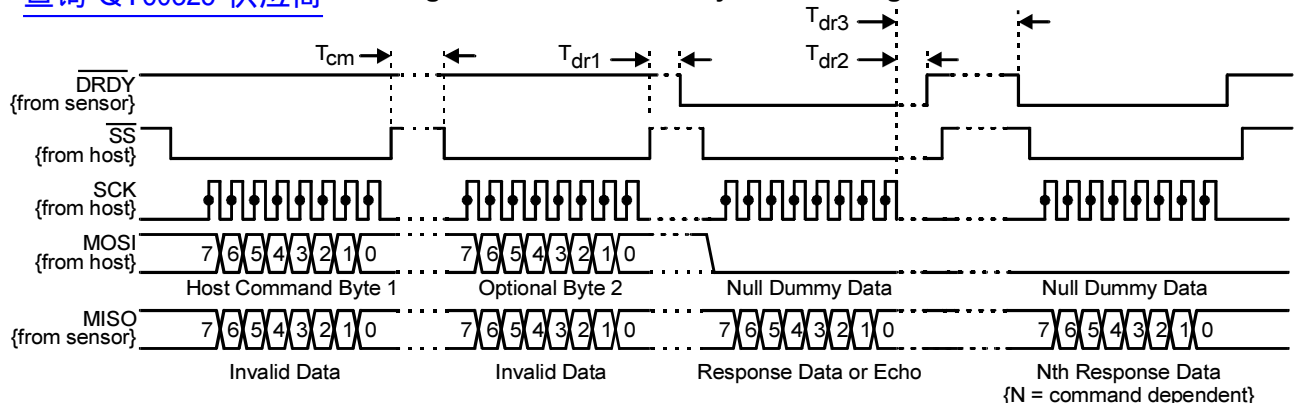 Tdr3
Tcm
Tdr1
Tdr2
DRDY
{from sensor}
SS
{from host}
SCK
{from host}
MOSI
{from host}
7 6 5 4 3 2 1 0
7 6 5 4 3 2 1 0
Host Command Byte 1
Optional Byte 2
Null Dummy Data
Null Dummy Data
MISO
{from sensor}
7 6 5 4 3 2 1 0
7 6 5 4 3 2 1 0
7 6 5 4 3 2 1 0
7 6 5 4 3 2 1 0
Invalid Data
Invalid Data
Response Data or Echo
Nth Response Data
{N = command dependent}